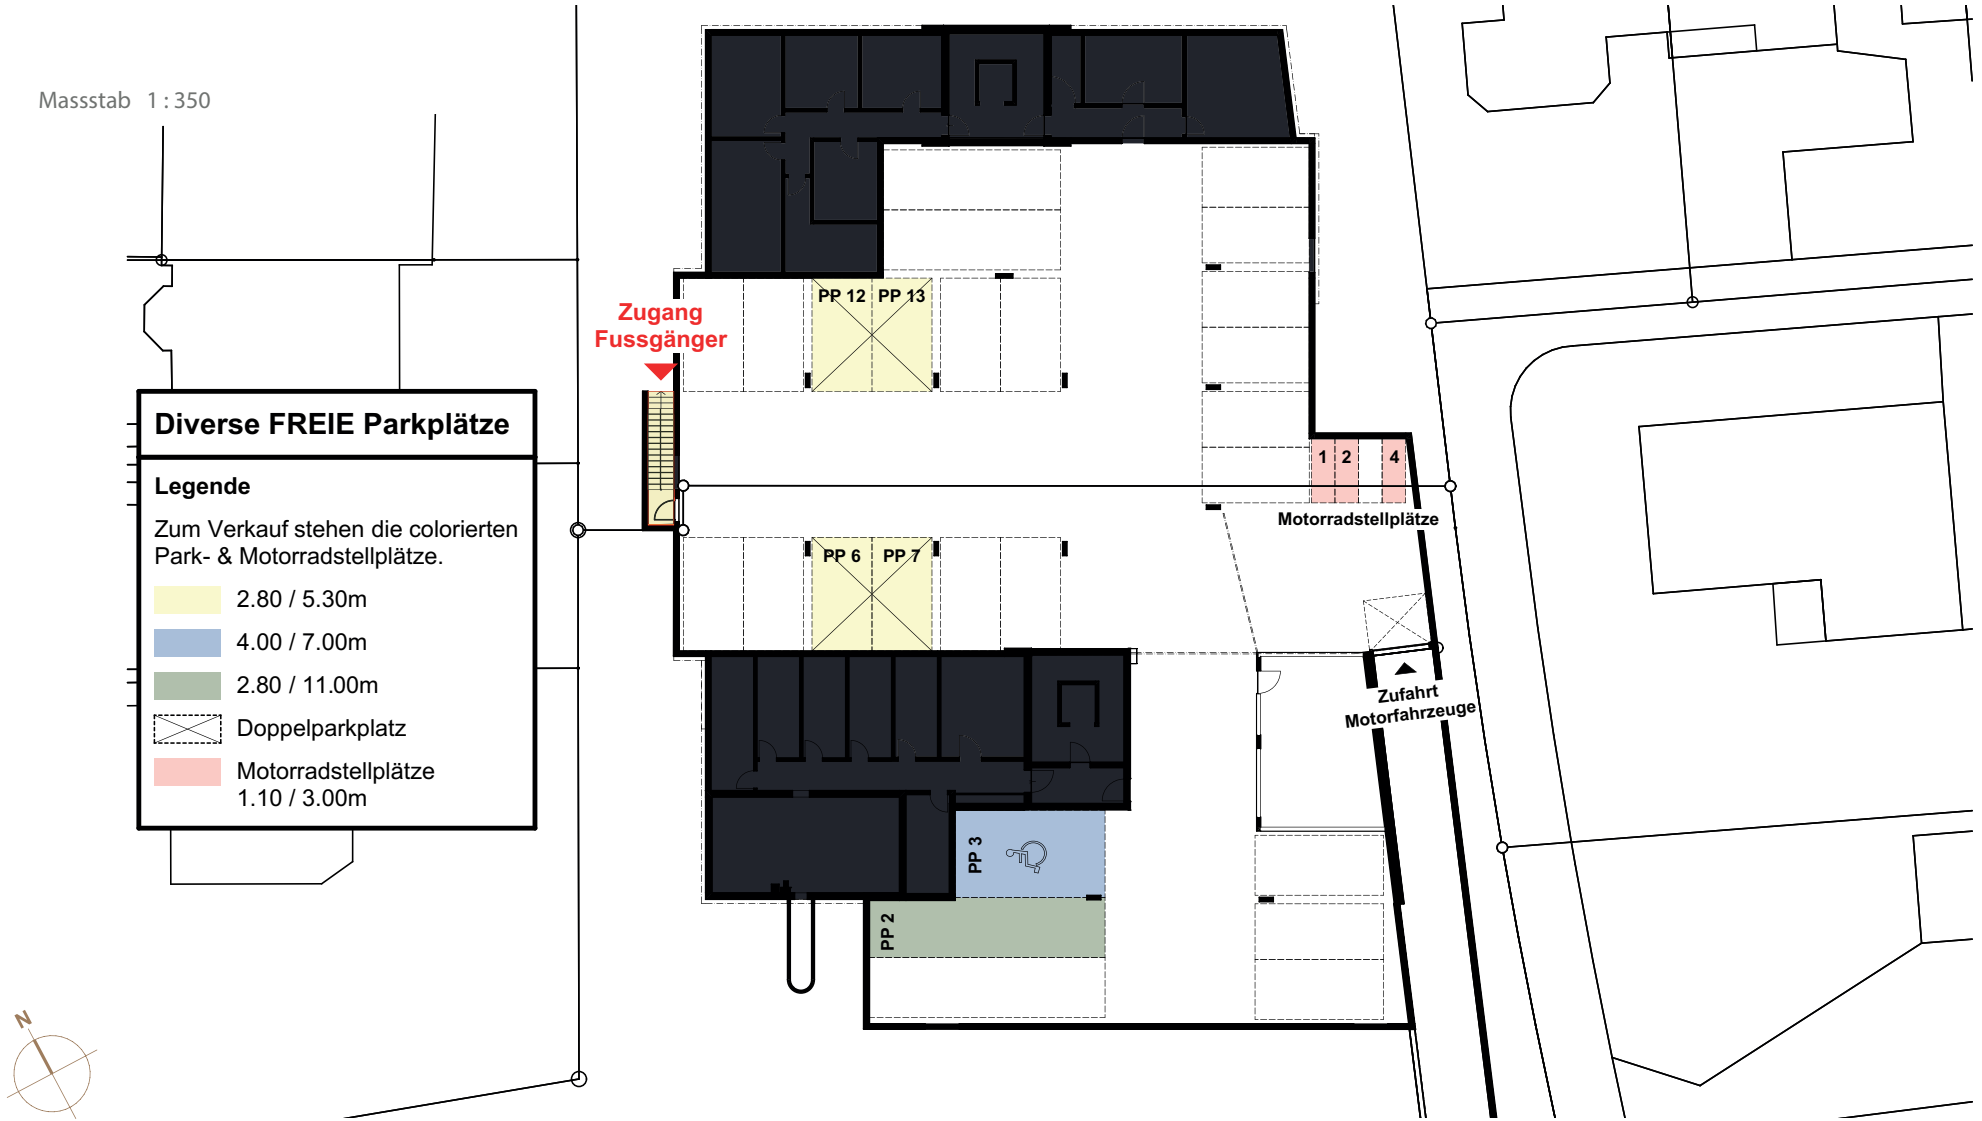 Massstab 1 : 350
PP 12 PP 13
Zugang
Fussgänger
Diverse FREIE Parkplätze
Legende
Zum Verkauf stehen die colorierten
Park- & Motorradstellplätze.
2.80 / 5.30m
4.00 / 7.00m
2.80 / 11.00m
Doppelparkplatz
Motorradstellplätze
1.10 / 3.00m
1 2 4
Motorradstellplätze
PP 6 PP 7
Zufahrt
Motorfahrzeuge
PP 3
PP 2
N